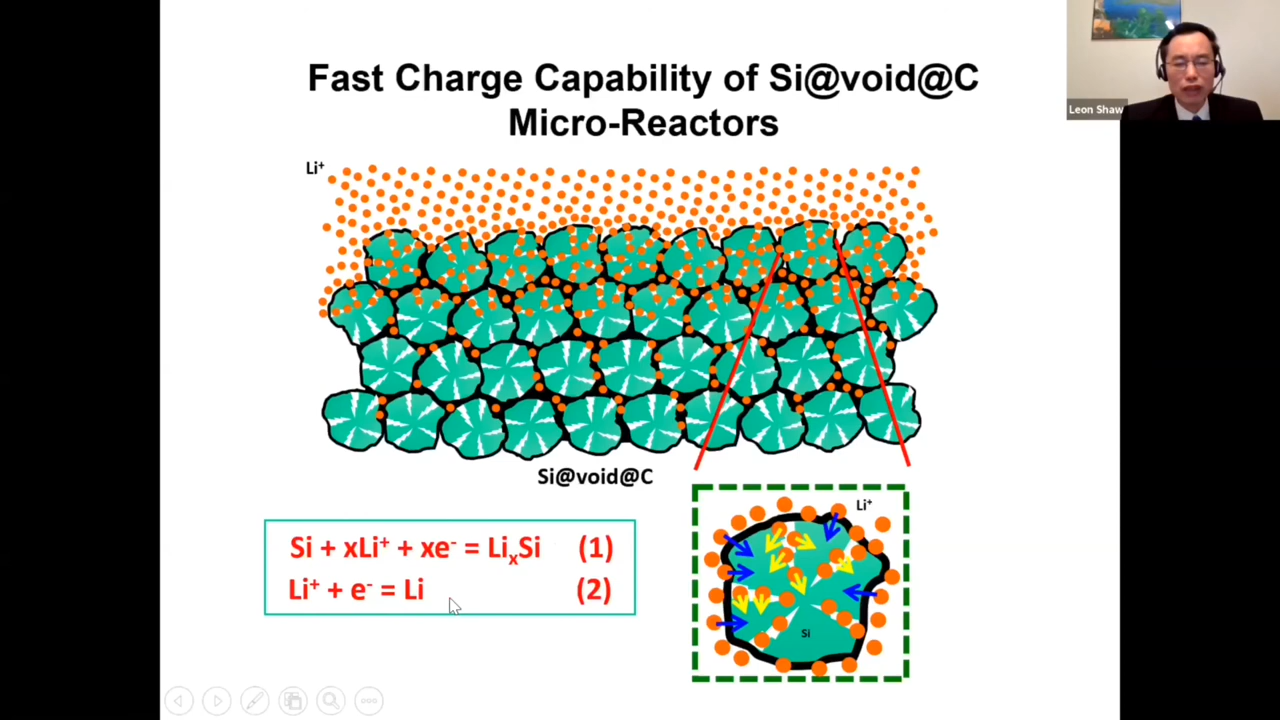 Fast Charge Capability of Si@void@C
Micro-Reactors
Leon Shaw
Li⁺
Si@void@C
Si + xLi⁺ + xe⁻ = LiₓSi (1)
Li⁺ + e⁻ = Li (2)
Li⁺
Si